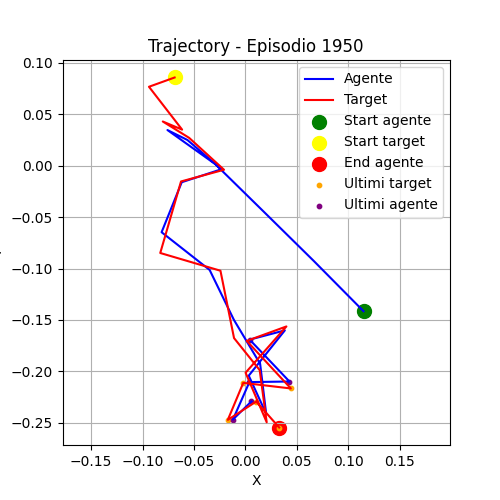 Trajectory - Episodio 1950
0.10
0.05
0.00
−0.05
−0.10
−0.15
−0.20
−0.25
−0.15
−0.10
−0.05
0.00
0.05
0.10
0.15
X
Agente
Target
Start agente
Start target
End agente
Ultimi target
Ultimi agente